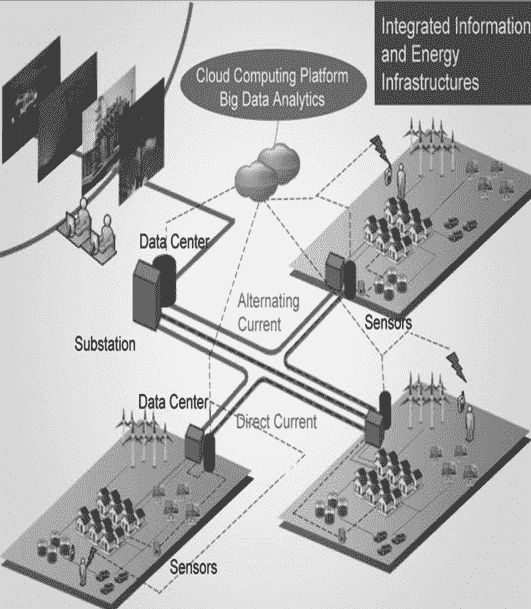 Integrated Information
and Energy
Infrastructures
Cloud Computing Platform
Big Data Analytics
Data Center
Alternating
Current
Substation
Sensors
Data Center
Direct Current
Sensors